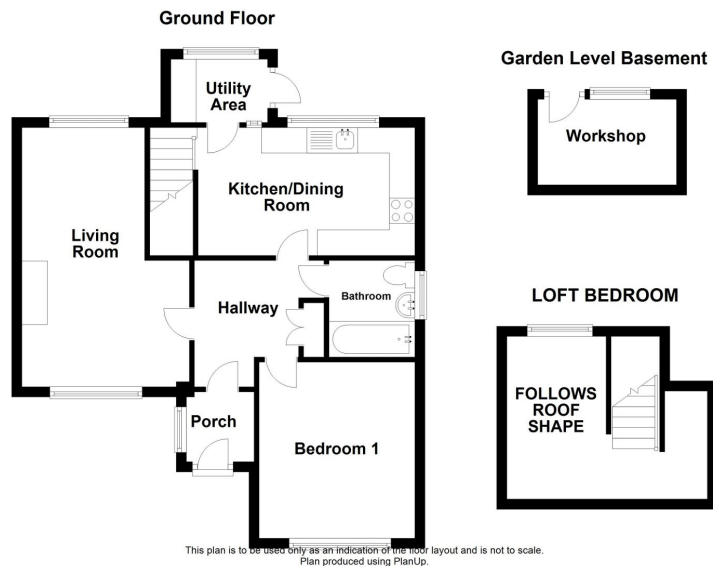 Ground Floor
Utility
Area
Kitchen/Dining
Room
Living
Room
Bathroom
Hallway
Porch
Bedroom 1
Garden Level Basement
Workshop
LOFT BEDROOM
FOLLOWS
ROOF
SHAPE
This plan is to be used only as an indication of the floor layout and is not to scale.
Plan produced using PlanUp.